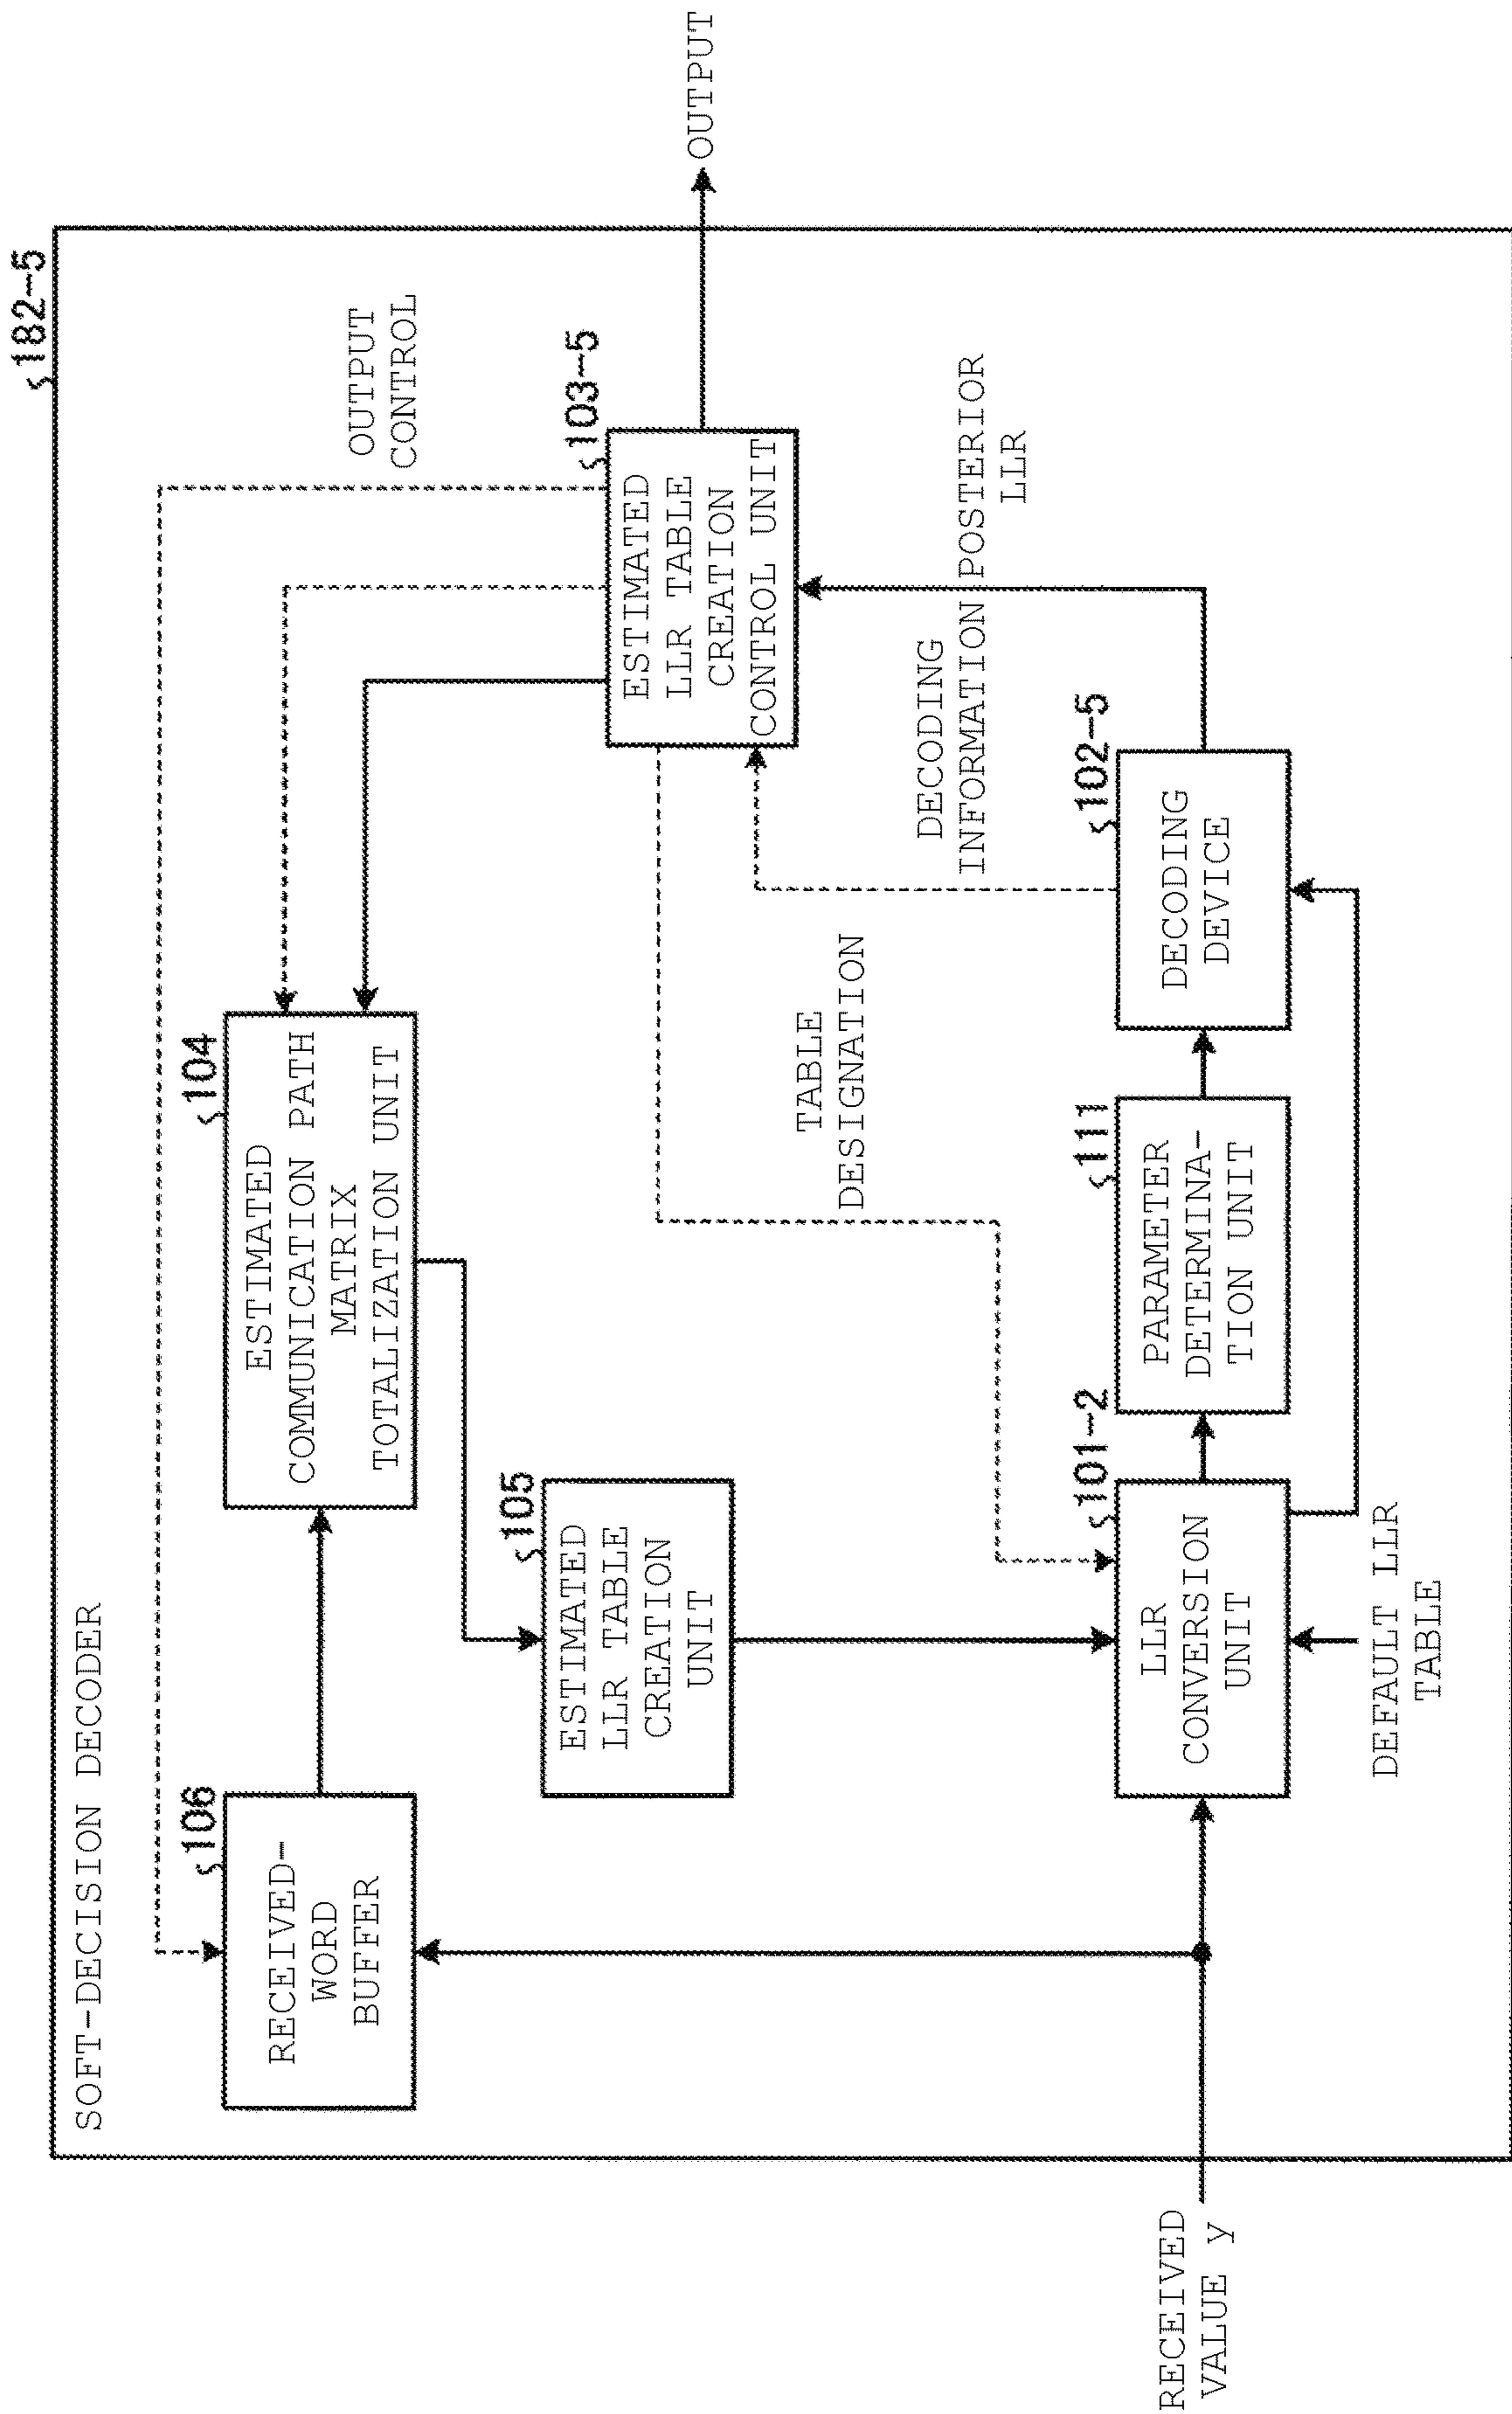 182-5
SOFT-DECISION DECODER
OUTPUT
CONTROL
106
RECEIVED-
WORD
BUFFER
104
ESTIMATED
COMMUNICATION PATH
MATRIX
TOTALIZATION UNIT
103-5
ESTIMATED
LLR TABLE
CREATION
CONTROL UNIT
OUTPUT
105
ESTIMATED
LLR TABLE
CREATION
UNIT
TABLE
DESIGNATION
DECODING
INFORMATION
POSTERIOR
LLR
RECEIVED
VALUE y
101-2
LLR
CONVERSION
UNIT
111
PARAMETER
DETERMINA-
TION UNIT
102-5
DECODING
DEVICE
DEFAULT LLR
TABLE